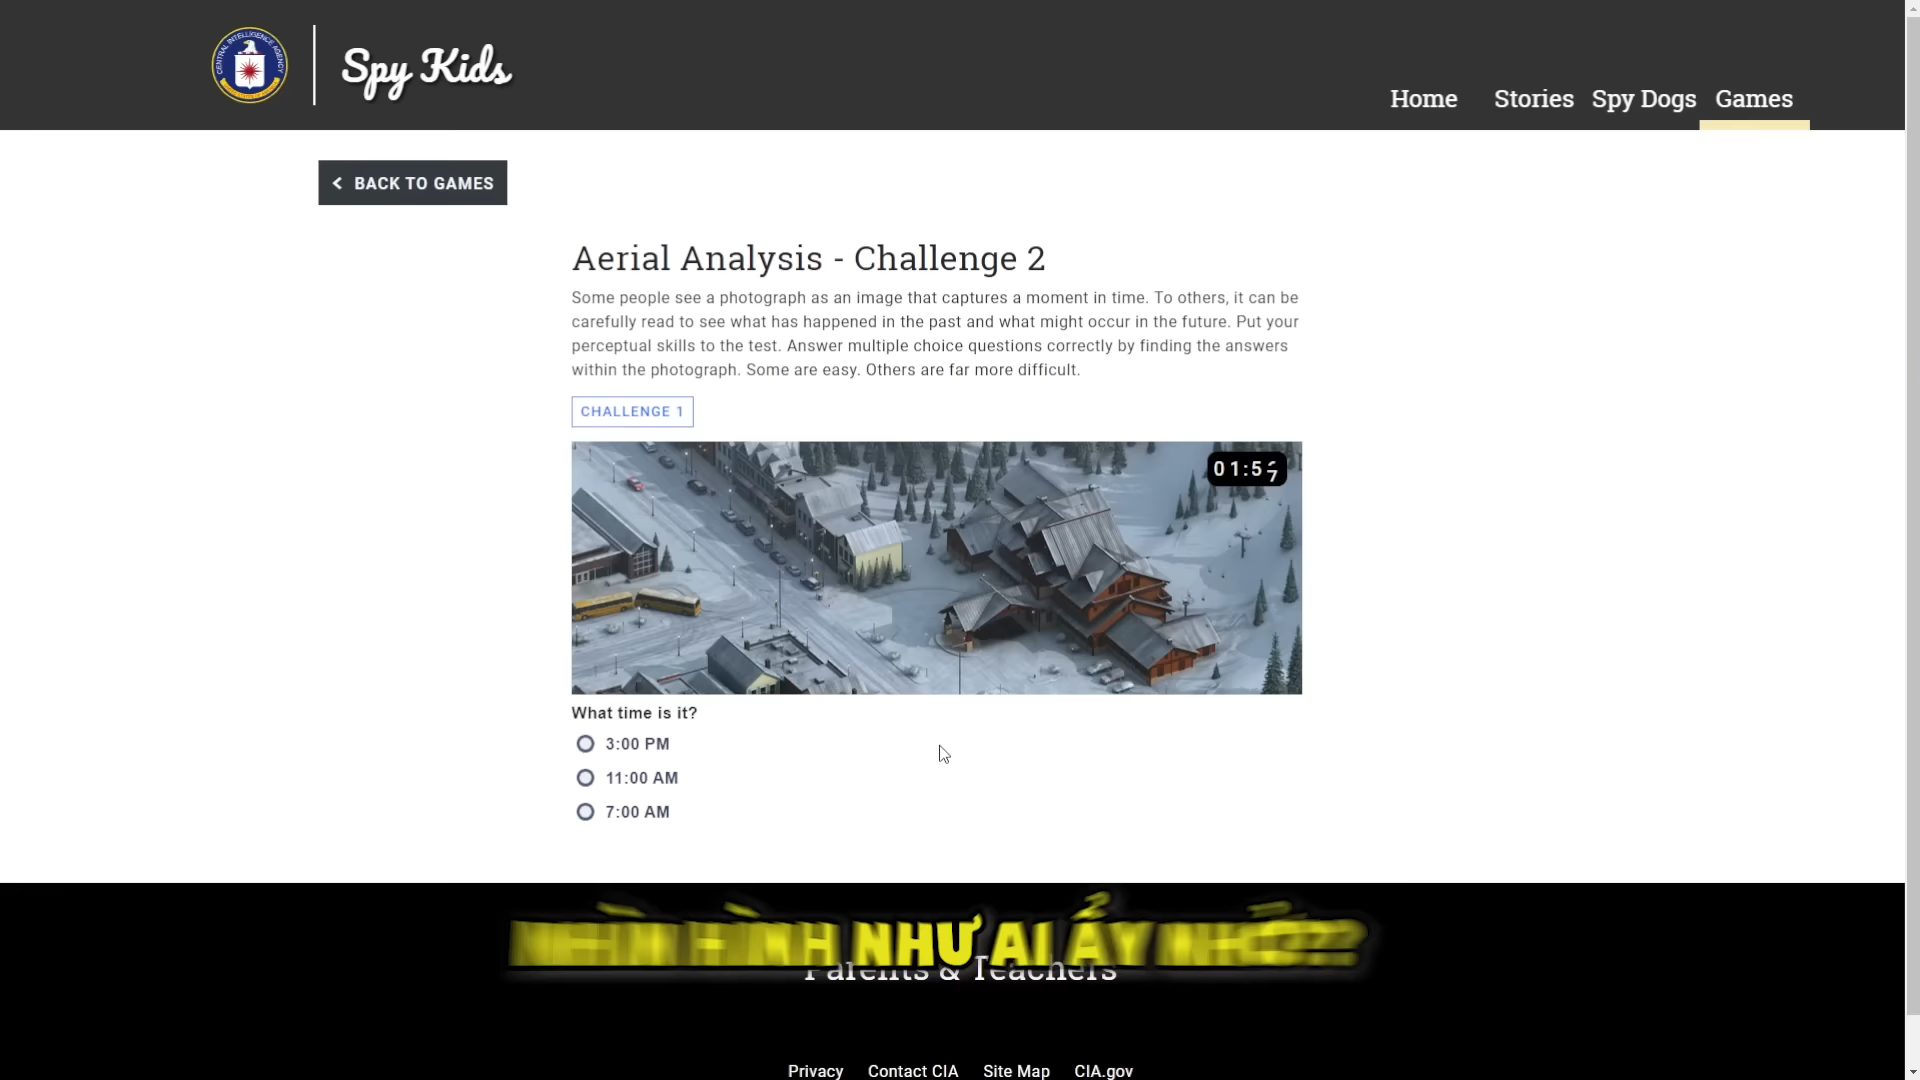 Spy Kids
Home
Stories
Spy Dogs
Games
BACK TO GAMES
Aerial Analysis - Challenge 2
Some people see a photograph as an image that captures a moment in time. To others, it can be
carefully read to see what has happened in the past and what might occur in the future. Put your
perceptual skills to the test. Answer multiple choice questions correctly by finding the answers
within the photograph. Some are easy. Others are far more difficult.
CHALLENGE 1
What time is it?
3:00 PM
11:00 AM
7:00 AM
NHƯ AI ẤY
Parents & Teachers
Privacy
Contact CIA
Site Map
CIA.gov